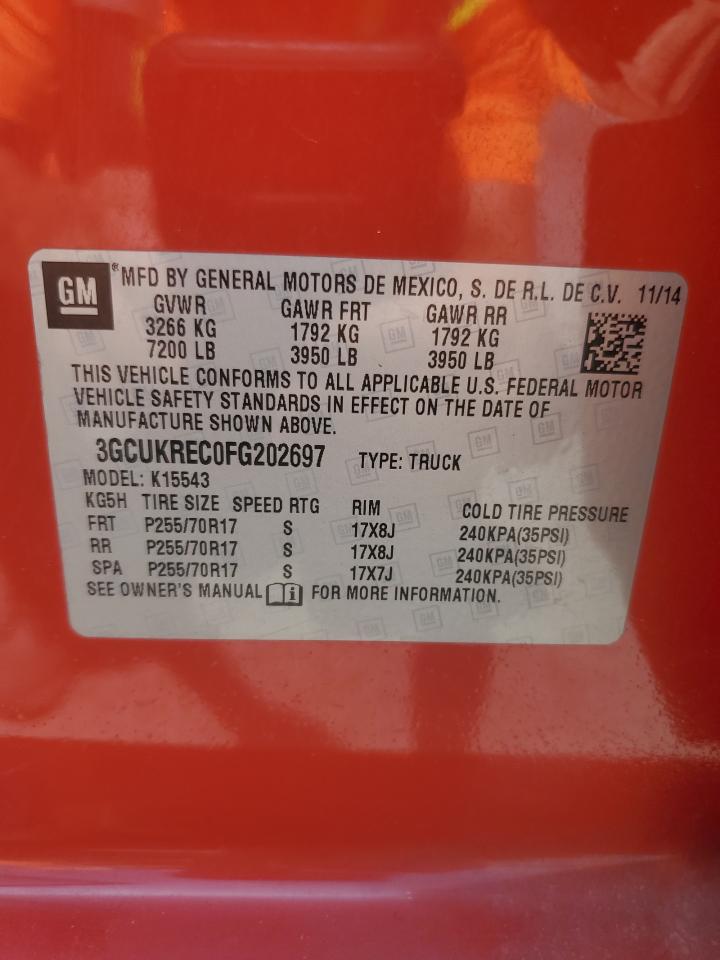 GM ® MFD BY GENERAL MOTORS DE MEXICO, S. DE R.L. DE C.V. 11/14
GVWR GAWR FRT GAWR RR
3266 KG 1792 KG 1792 KG
7200 LB 3950 LB 3950 LB
THIS VEHICLE CONFORMS TO ALL APPLICABLE U.S. FEDERAL MOTOR
VEHICLE SAFETY STANDARDS IN EFFECT ON THE DATE OF
MANUFACTURE SHOWN ABOVE.
3GCUKREC0FG202697 TYPE: TRUCK
MODEL: K15543
KG5H TIRE SIZE SPEED RTG RIM COLD TIRE PRESSURE
FRT P255/70R17 S 17X8J 240KPA(35PSI)
RR P255/70R17 S 17X8J 240KPA(35PSI)
SPA P255/70R17 S 17X7J 240KPA(35PSI)
SEE OWNER'S MANUAL FOR MORE INFORMATION.